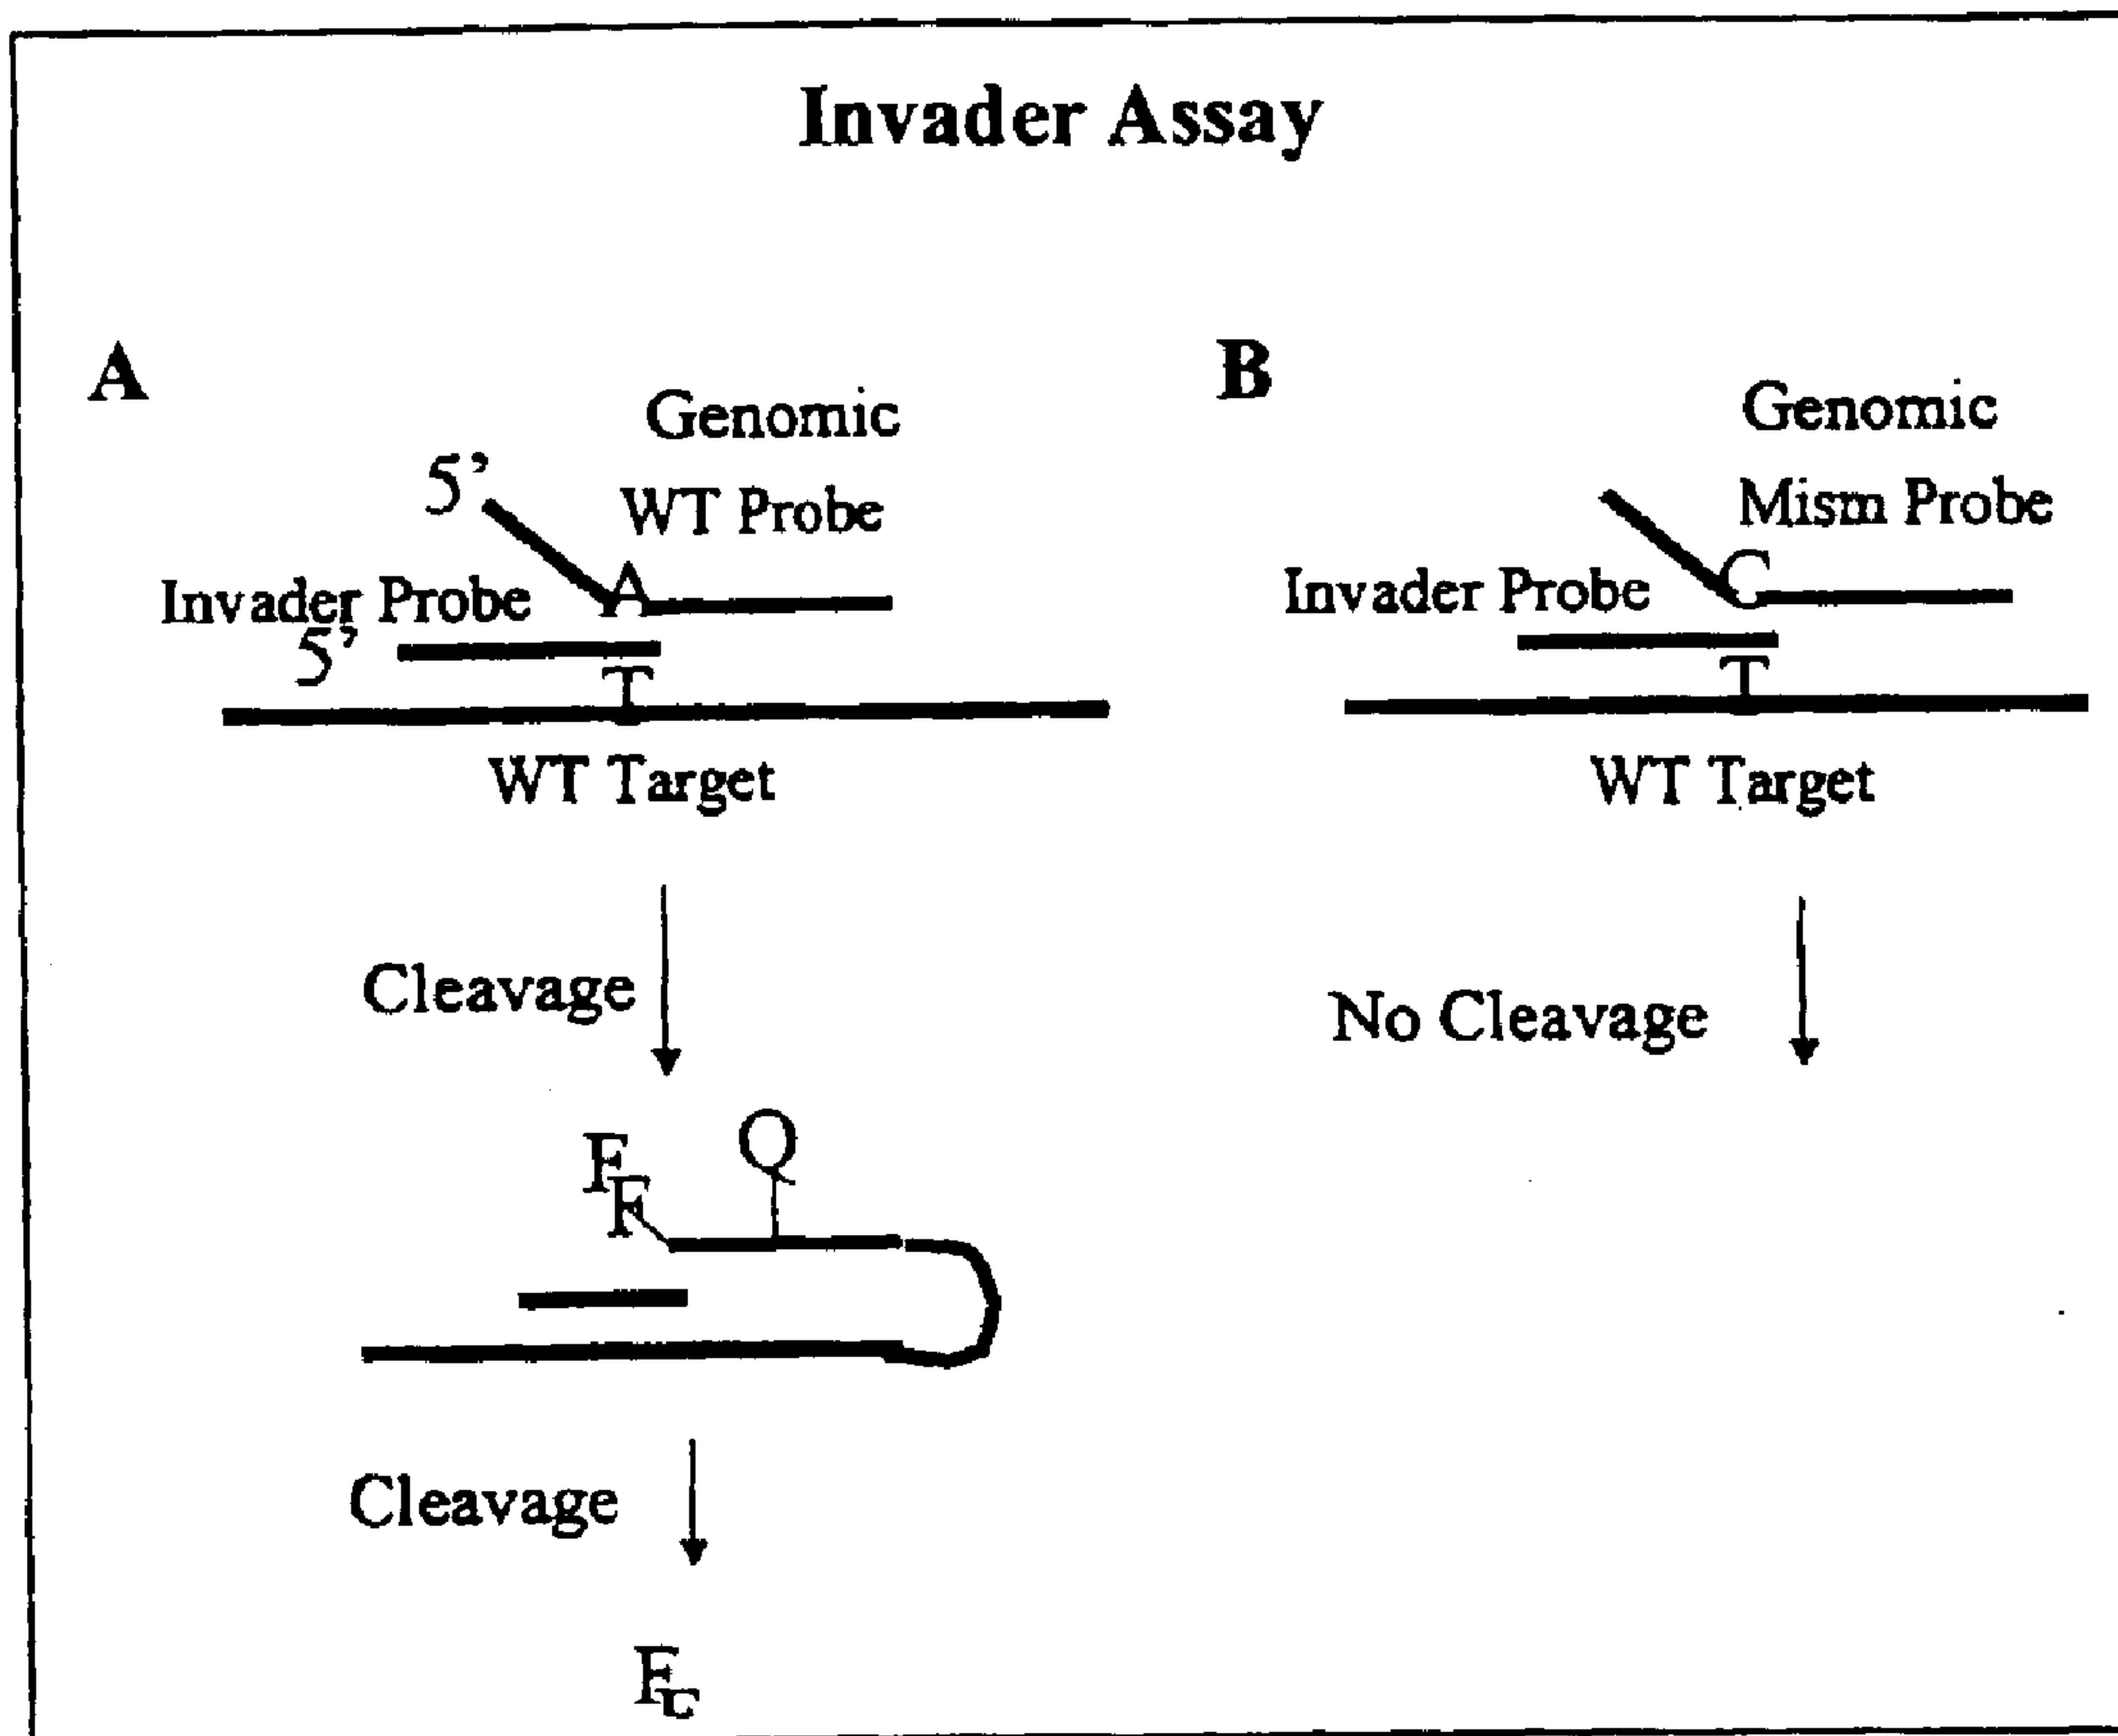 Invader Assay
A
Genomic
5’
WT Probe
A
Invader Probe
5’
T
WT Target
Cleavage
F
F
Q
Cleavage
F
B
Genomic
Mism Probe
C
Invader Probe
T
WT Target
No Cleavage